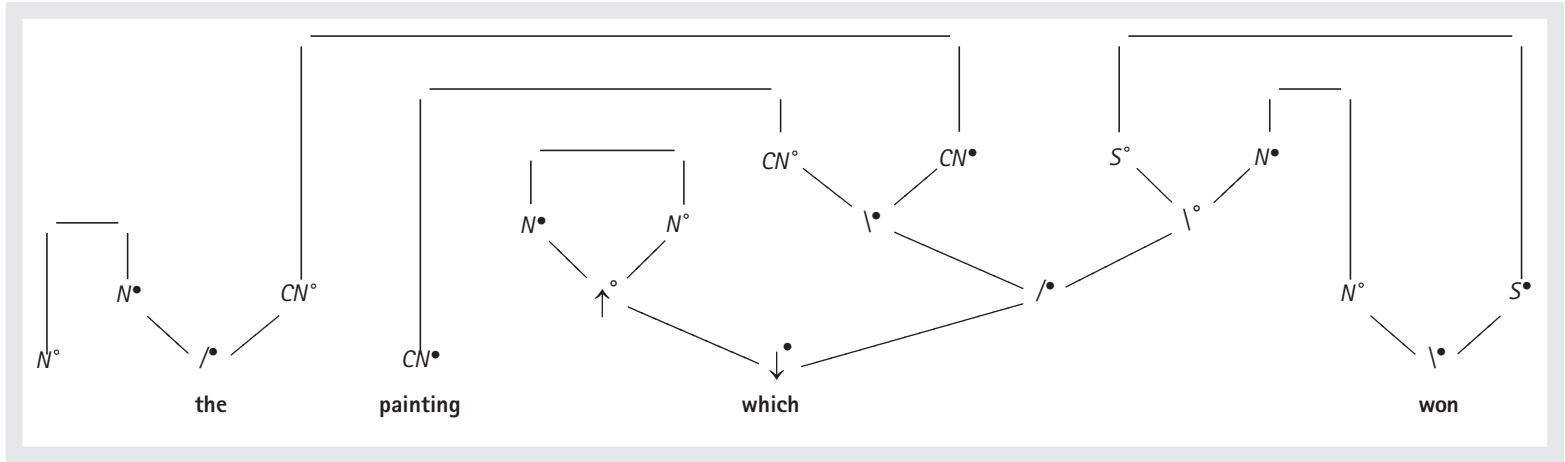 CN° CN● S° N●
N● N° \● \°
N● CN° ↑° /● N° S●
N° /● CN● ↓● \●
the painting which won